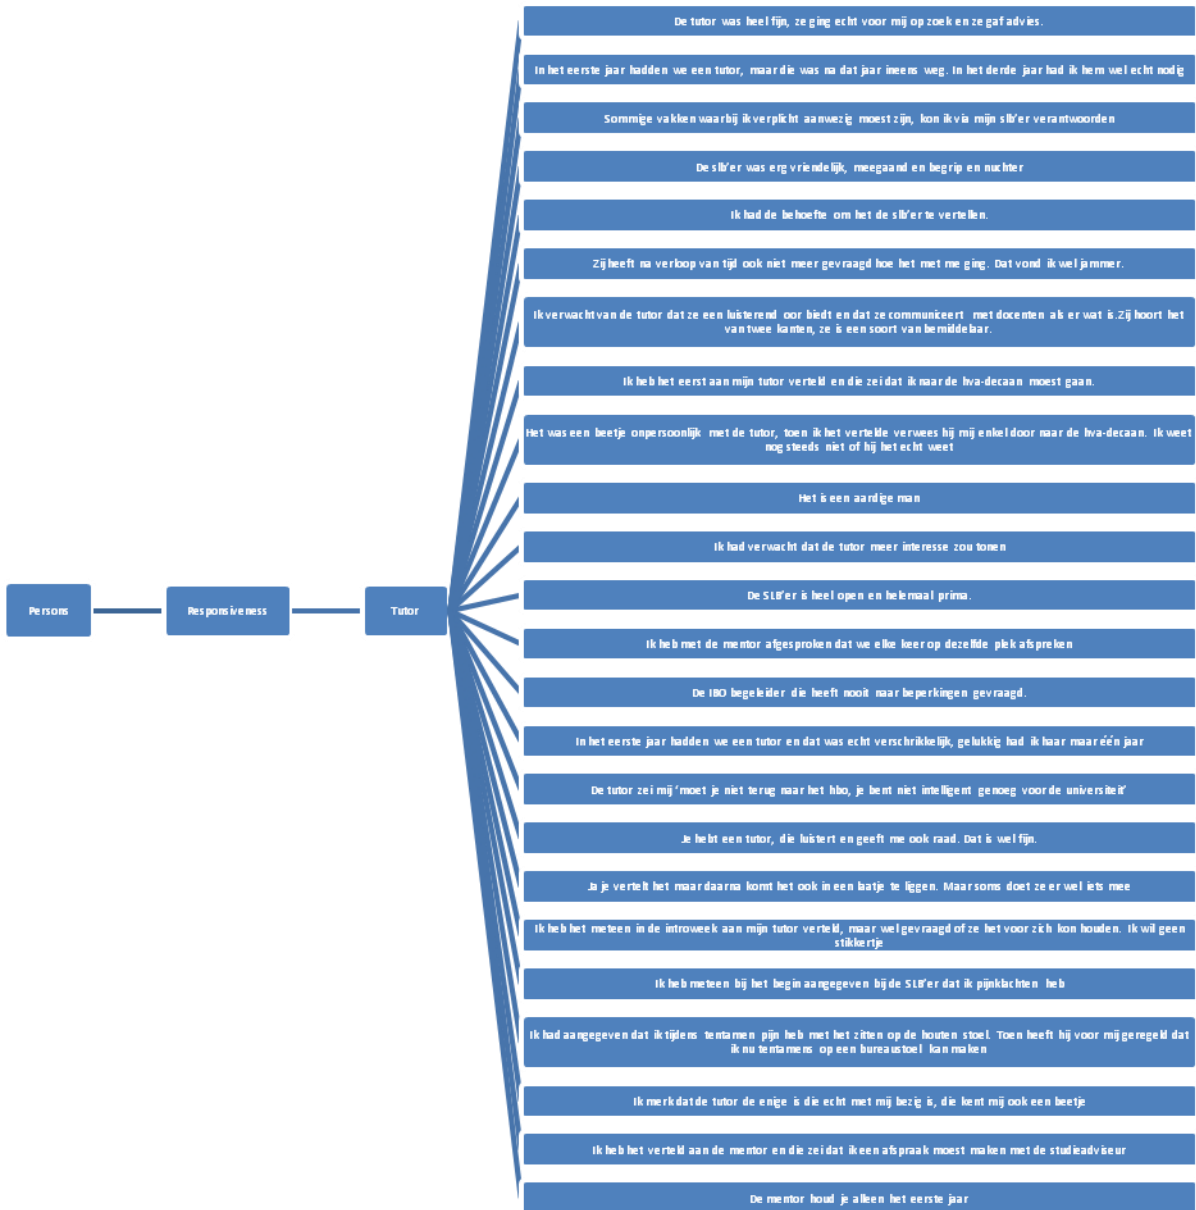 De tutor was heel fijn, ze ging echt voor mij op zoek en ze gaf advies.
In het eerste jaar hadden we een tutor, maar die was na dat jaar ineens weg. In het derde jaar had ik hem wel echt nodig
Sommige vakken waarbij ik verplicht aanwezig moest zijn, kon ik via mijn slb'er verantwoorden
De slb'er was erg vriendelijk, meegaand en begrip en nuchter
Ik had de behoefte om het de slb'er te vertellen.
Zij heeft na verloop van tijd ook niet meer gevraagd hoe het met me ging. Dat vond ik wel jammer.
Ik verwacht van de tutor dat ze een luisterend oor biedt en dat ze communiceert met docenten als er wat is.Zij hoort het
van twee kanten, ze is een soort van bemiddelaar.
Ik heb het eerst aan mijn tutor verteld en die zei dat ik naar de hva-decaan moest gaan.
Het was een beetje onpersoonlijk met de tutor, toen ik het vertelde verwees hij mij enkel door naar de hva-decaan. Ik weet
nog steeds niet of hij het echt weet
Het is een aardige man
Ik had verwacht dat de tutor meer interesse zou tonen
De SLB'er is heel open en helemaal prima.
Persons
Responsiveness
Tutor
Ik heb met de mentor afgesproken dat we elke keer op dezelfde plek afspreken
De IBO begeleider die heeft nooit naar beperkingen gevraagd.
In het eerste jaar hadden we een tutor en dat was echt verschrikkelijk, gelukkig had ik haar maar één jaar
De tutor zei mij 'moet je niet terug naar het hbo, je bent niet intelligent genoeg voor de universiteit'
Je hebt een tutor, die luistert en geeft me ook raad. Dat is wel fijn.
Ja je vertelt het maar daarna komt het ook in een laatje te liggen. Maar soms doet ze er wel iets mee
Ik heb het meteen in de introweek aan mijn tutor verteld, maar wel gevraagd of ze het voor zich kon houden. Ik wil geen
stikkertje
Ik heb meteen bij het begin aangegeven bij de SLB'er dat ik pijnklachten heb
Ik had aangegeven dat ik tijdens tentamen pijn heb met het zitten op de houten stoel. Toen heeft hij voor mij geregeld dat
ik nu tentamens op een bureaustoel kan maken
Ik merk dat de tutor de enige is die echt met mij bezig is, die kent mij ook een beetje
Ik heb het verteld aan de mentor en die zei dat ik een afspraak moest maken met de studieadviseur
De mentor houd je alleen het eerste jaar